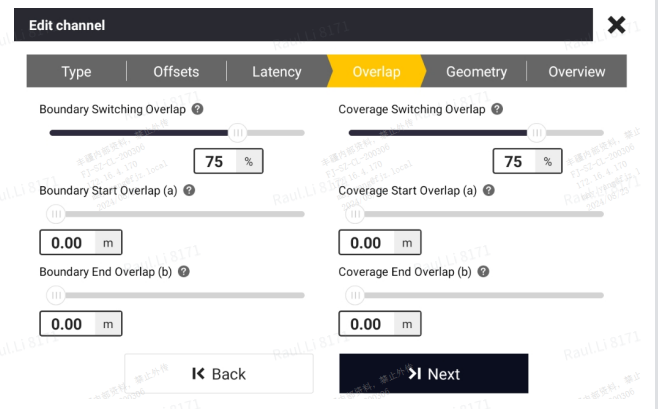 Edit channel
Type Offsets Latency Overlap Geometry Overview
Boundary Switching Overlap ?
Coverage Switching Overlap ?
75 %
75 %
Boundary Start Overlap (a) ?
Coverage Start Overlap (a) ?
0.00 m
0.00 m
Boundary End Overlap (b) ?
Coverage End Overlap (b) ?
0.00 m
0.00 m
Back
Next
RaulLi8171